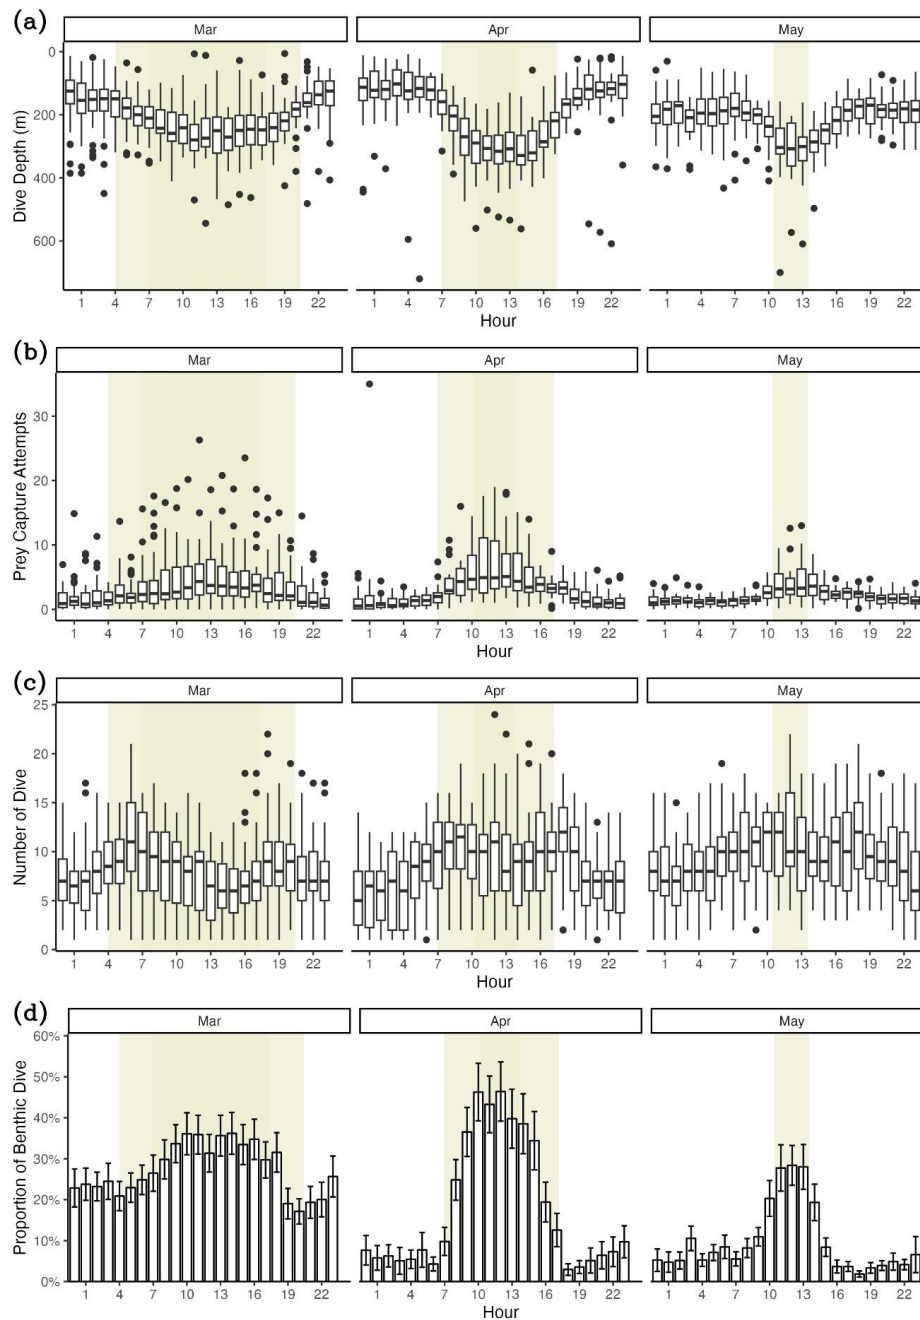 (a)
Mar Apr May
Dive Depth (m)
0
200
400
600
1 4 7 10 13 16 19 22 1 4 7 10 13 16 19 22 1 4 7 10 13 16 19 22
Hour
(b)
Mar Apr May
Prey Capture Attempts
30
20
10
0
1 4 7 10 13 16 19 22 1 4 7 10 13 16 19 22 1 4 7 10 13 16 19 22
Hour
(c)
Mar Apr May
Number of Dive
25
20
15
10
5
0
1 4 7 10 13 16 19 22 1 4 7 10 13 16 19 22 1 4 7 10 13 16 19 22
Hour
(d)
Mar Apr May
Proportion of Benthic Dive
60%
50%
40%
30%
20%
10%
0%
1 4 7 10 13 16 19 22 1 4 7 10 13 16 19 22 1 4 7 10 13 16 19 22
Hour